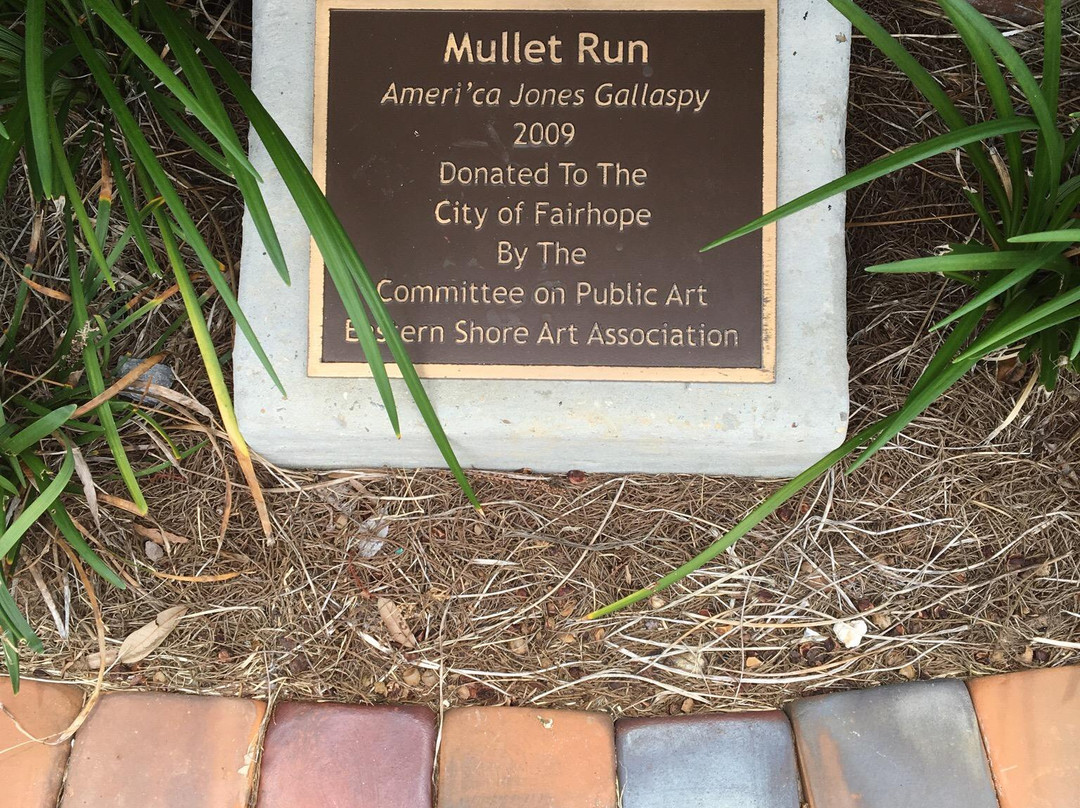 Mullet Run
Ameri'ca Jones Gallaspy
2009
Donated To The
City of Fairhope
By The
Committee on Public Art
Eastern Shore Art Association